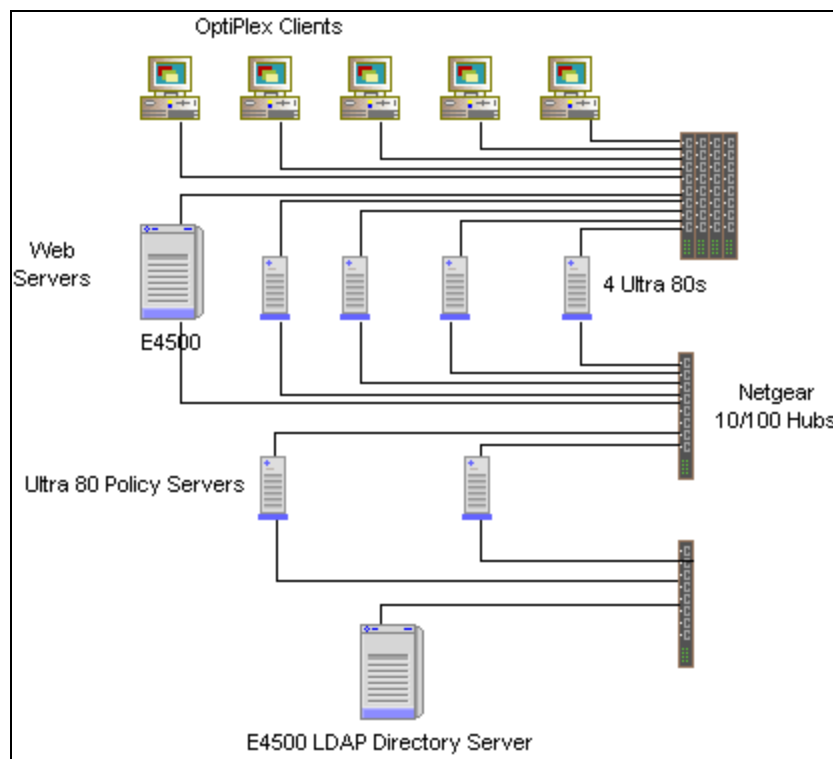 OptiPlex Clients
Web
Servers
4 Ultra 80s
E4500
Netgear
10/100 Hubs
Ultra 80 Policy Servers
E4500 LDAP Directory Server